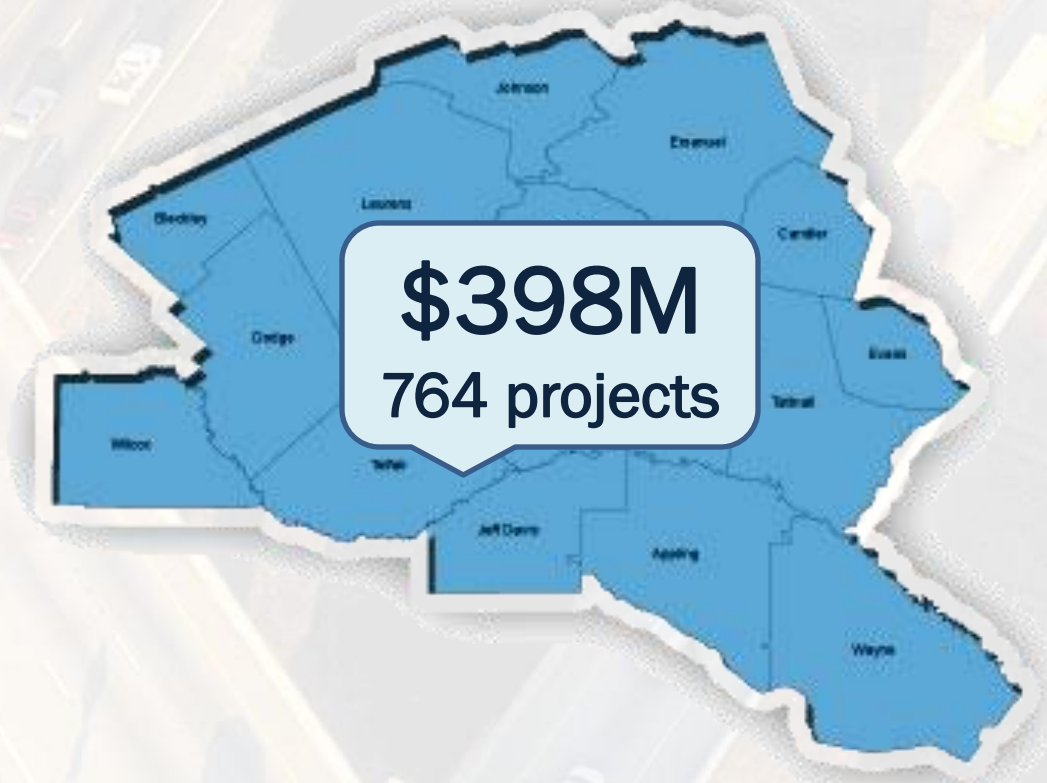 Johnson
Emanuel
Laurens
Bleckley
Candler
$398M
764 projects
Dodge
Evans
Tattnall
Wilcox
Telfair
Jeff Davis
Appling
Wayne